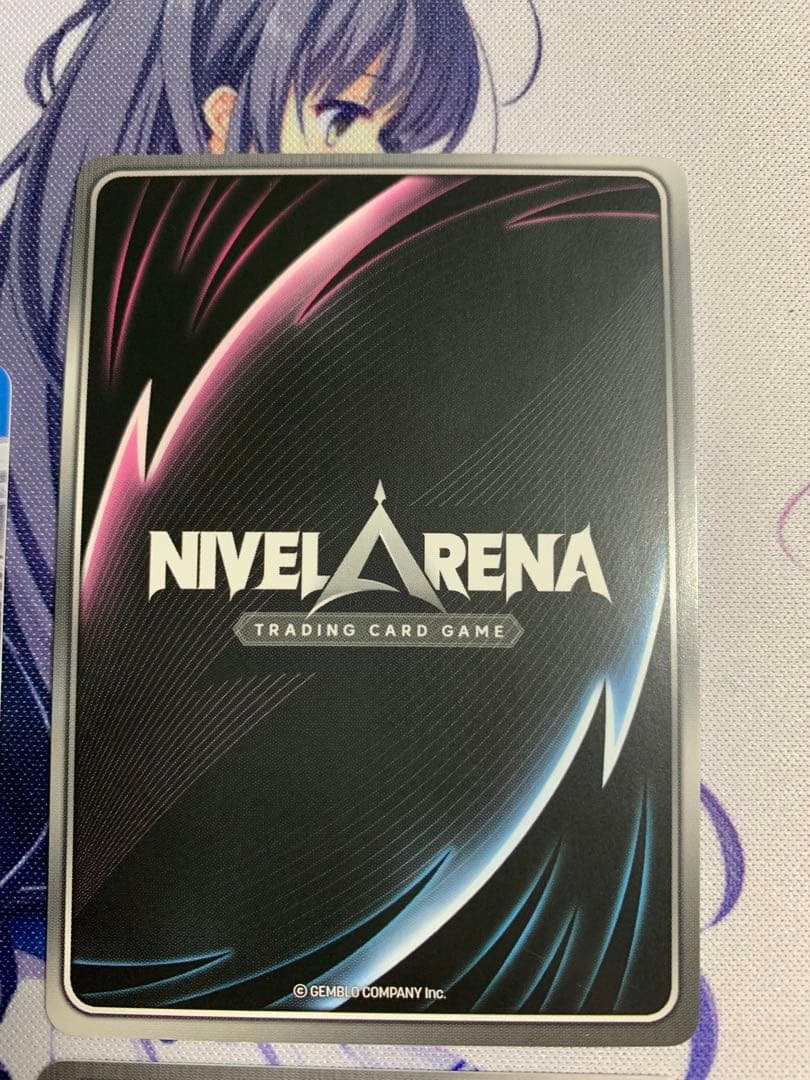 NIVEL ARENA
TRADING CARD GAME
© GEMBLO COMPANY Inc.